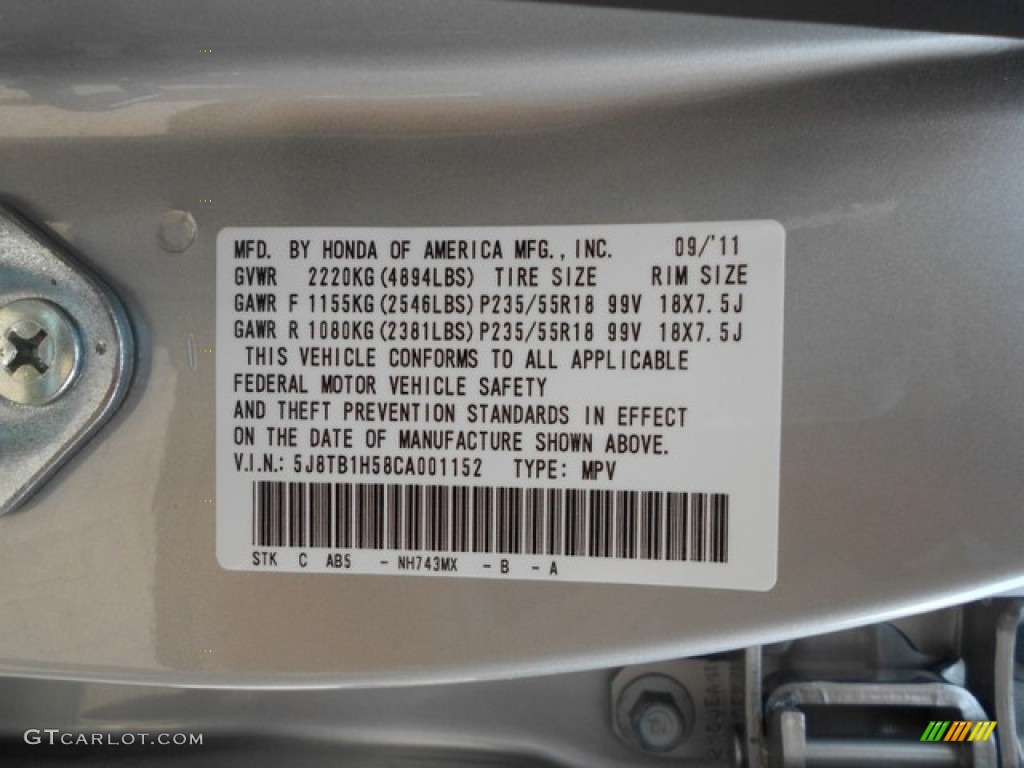 MFD. BY HONDA OF AMERICA MFG., INC. 09/'11
GVWR 2220KG(4894LBS) TIRE SIZE RIM SIZE
GAWR F 1155KG(2546LBS)P235/55R18 99V 18X7.5J
GAWR R 1080KG(2381LBS)P235/55R18 99V 18X7.5J
THIS VEHICLE CONFORMS TO ALL APPLICABLE
FEDERAL MOTOR VEHICLE SAFETY
AND THEFT PREVENTION STANDARDS IN EFFECT
ON THE DATE OF MANUFACTURE SHOWN ABOVE.
V.I.N.: 5J8TB1H58CA001152 TYPE: MPV
STK C AB5 - NH743MX - B - A
GTCARLOT.COM